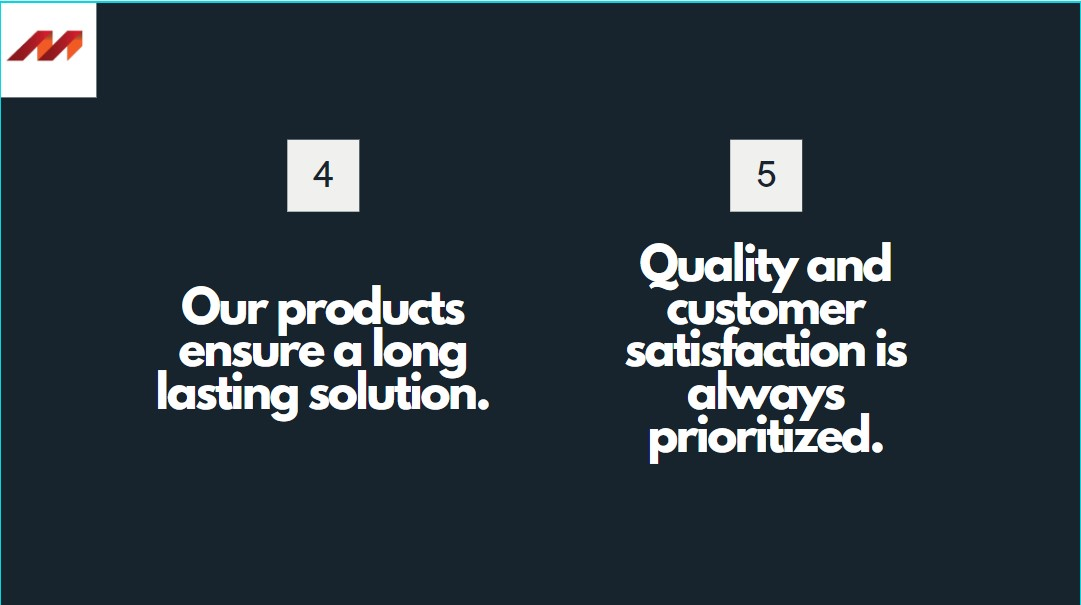 4
Our products
ensure a long
lasting solution.
5
Quality and
customer
satisfaction is
always
prioritized.